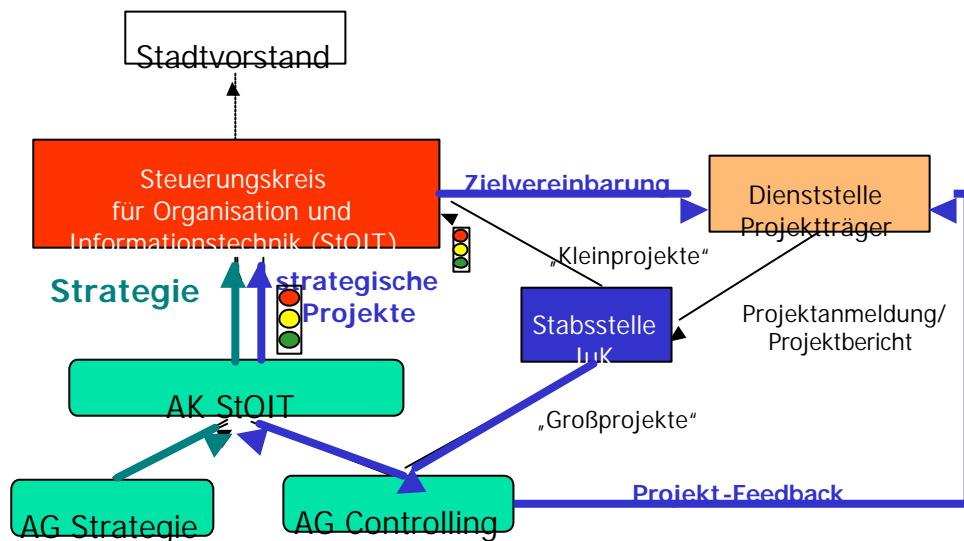 Stadtvorstand
Steuerungskreis
für Organisation und
Informationstechnik (StOIT)
Zielvereinbarung
Dienststelle
Projektträger
„Kleinprojekte“
Strategie
strategische
Projekte
Stabsstelle
IuK
Projektanmeldung/
Projektbericht
AK StOIT
„Großprojekte“
AG Strategie
AG Controlling
Projekt-Feedback